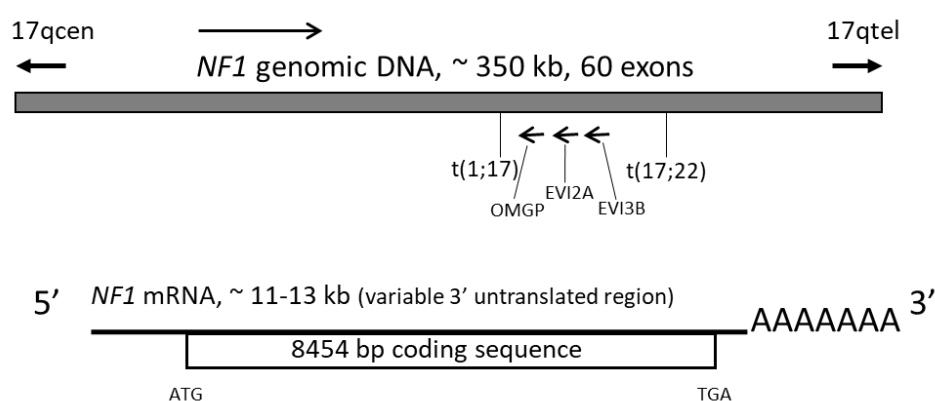 17qcen 17qtel
NF1 genomic DNA, ~ 350 kb, 60 exons
t(1;17) t(17;22)
EVI2A
OMGP EVI3B
5’ NF1 mRNA, ~ 11-13 kb (variable 3’ untranslated region) 3’
AAAAAAA
8454 bp coding sequence
ATG TGA